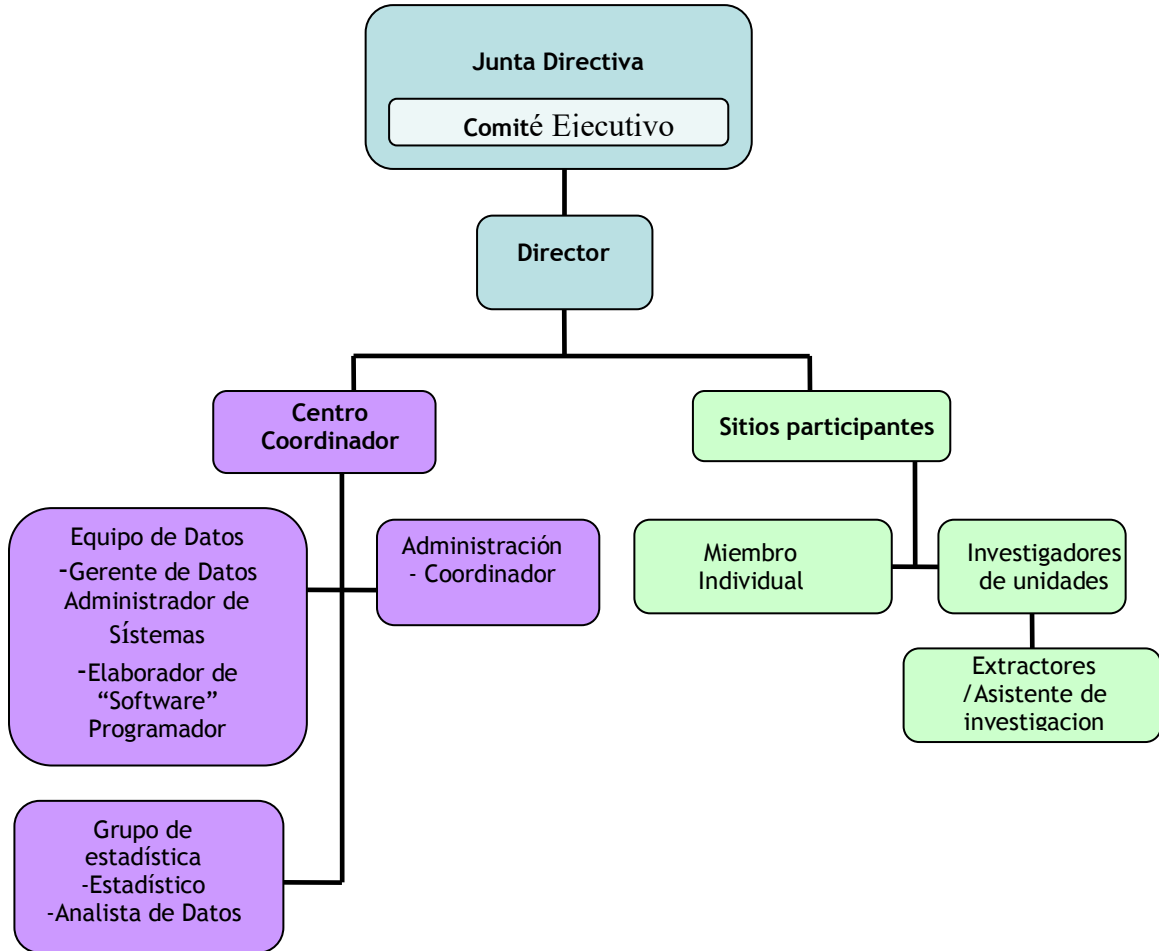 Junta Directiva
Comité Ejecutivo
Director
Centro
Coordinador
Sitios participantes
Equipo de Datos
-Gerente de Datos
Administrador de
Sístemas
-Elaborador de
“Software”
Programador
Administración
- Coordinador
Miembro
Individual
Investigadores
de unidades
Extractores
/Asistente de
investigacion
Grupo de
estadística
-Estadístico
-Analista de Datos